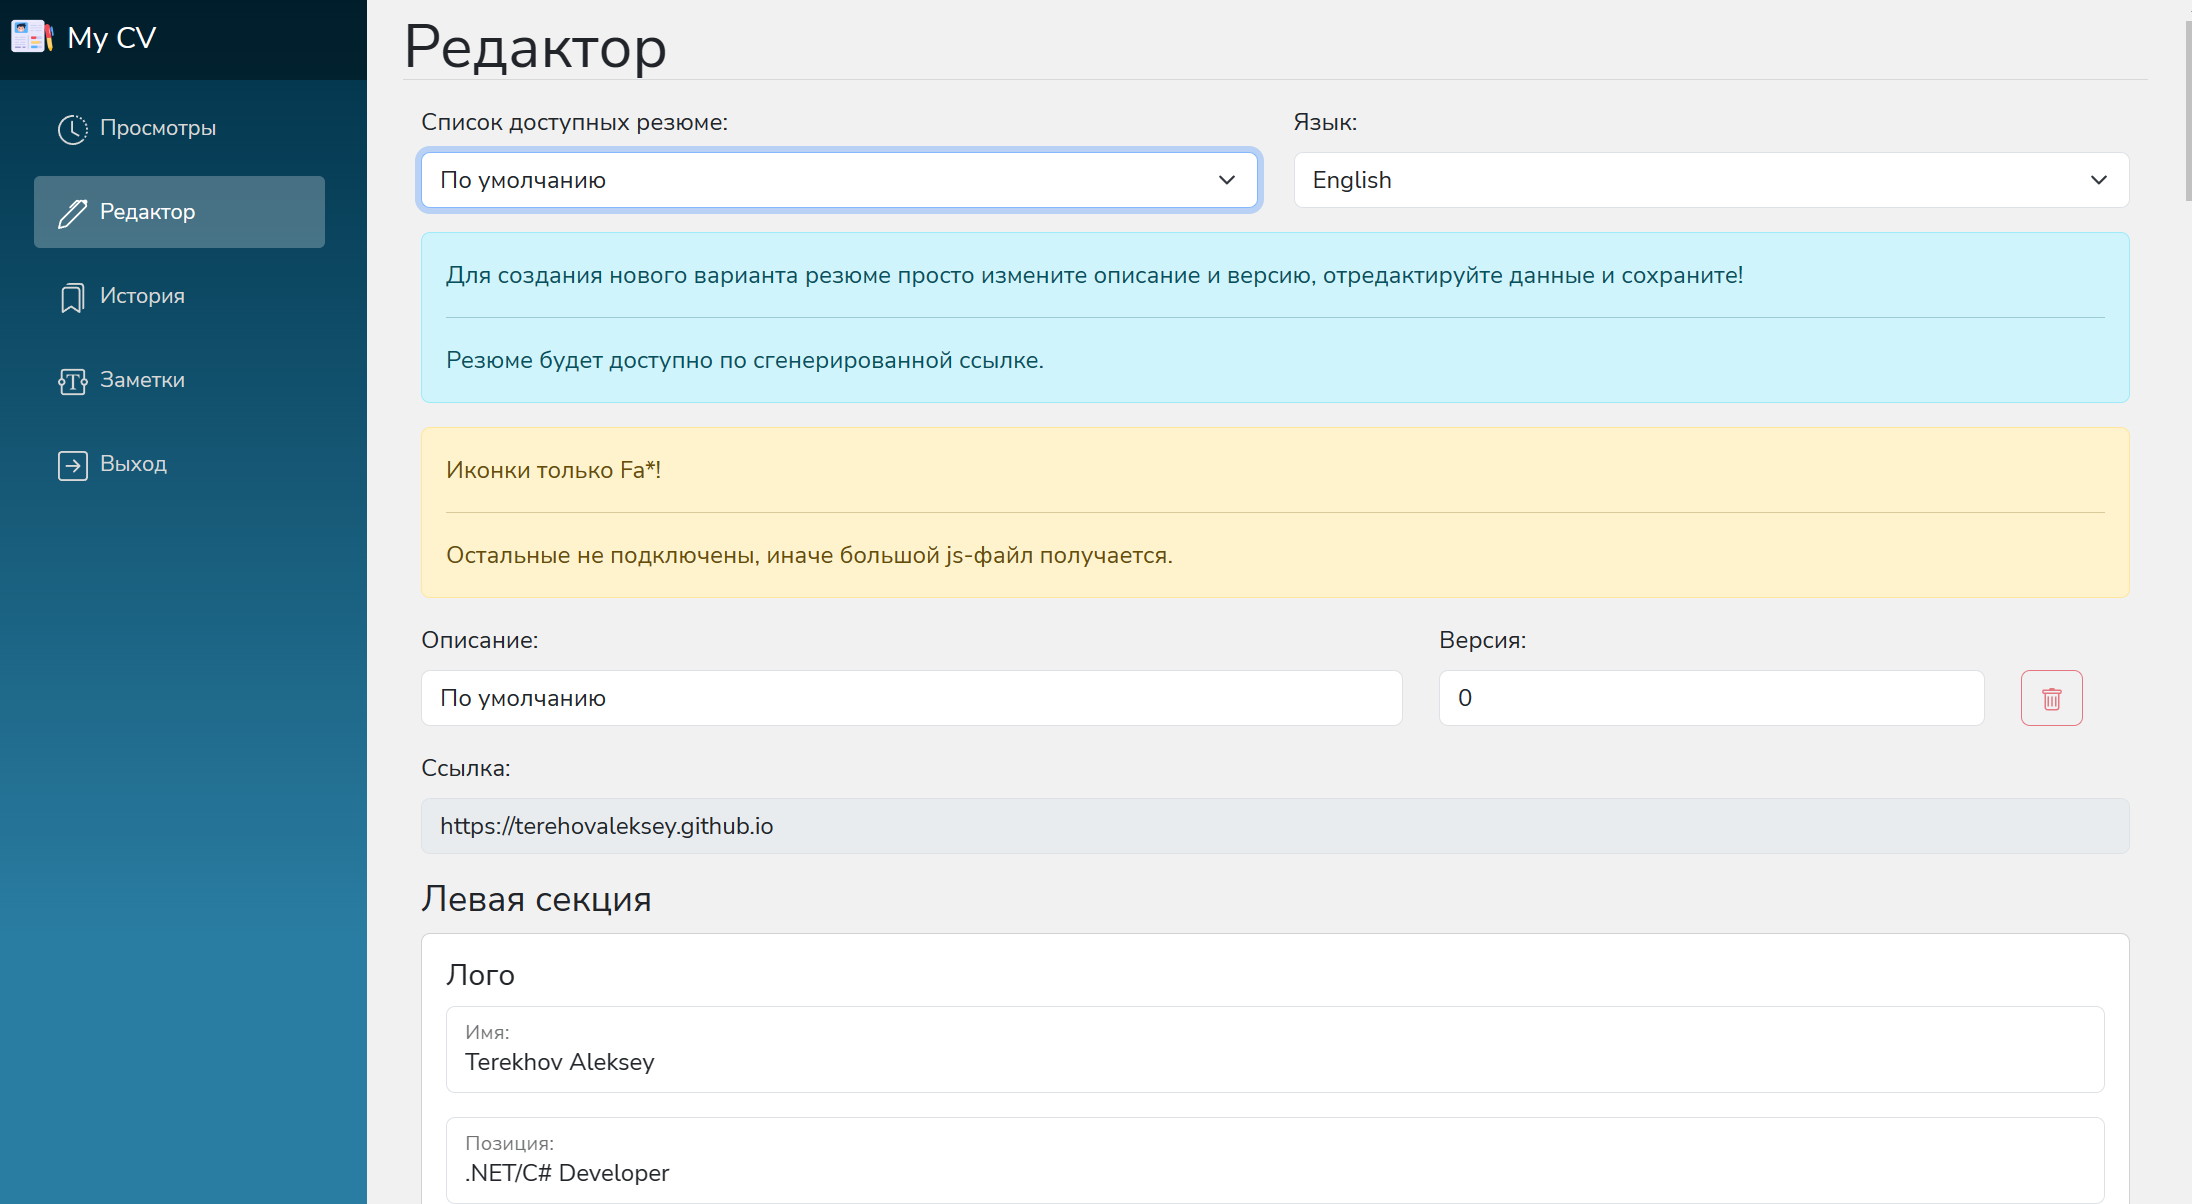 My CV
Просмотры
Редактор
История
Заметки
Выход
Редактор
Список доступных резюме:
Язык:
По умолчанию
English
Для создания нового варианта резюме просто измените описание и версию, отредактируйте данные и сохраните!
Резюме будет доступно по сгенерированной ссылке.
Иконки только Fa*!
Остальные не подключены, иначе большой js-файл получается.
Описание:
Версия:
По умолчанию
0
Ссылка:
https://terehovaleksey.github.io
Левая секция
Лого
Имя:
Terekhov Aleksey
Позиция:
.NET/C# Developer